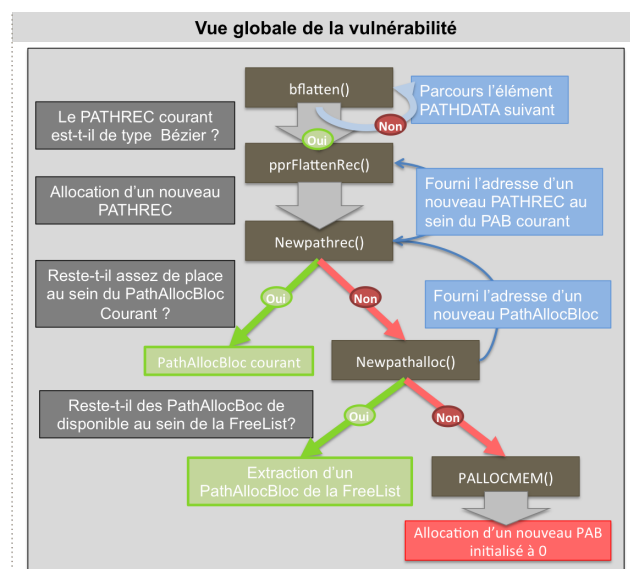 Vue globale de la vulnérabilité
bflatten()
Parcours l'élément
PATHDATA suivant
Le PATHREC courant
est-t-il de type Bézier ?
Non
Oui
pprFlattenRec()
Fourni l'adresse d'un
nouveau PATHREC au
sein du PAB courant
Allocation d'un nouveau
PATHREC
Newpathrec()
Reste-t-il assez de place
au sein du PathAllocBloc
Courant ?
Oui
Non
Fourni l'adresse d'un
nouveau PathAllocBloc
PathAllocBloc courant
Newpathalloc()
Reste-t-il des PathAllocBoc de
disponible au sein de la FreeList?
Oui
Non
Extraction d'un
PathAllocBloc de la FreeList
PALLOCMEM()
Allocation d'un nouveau PAB
initialisé à 0